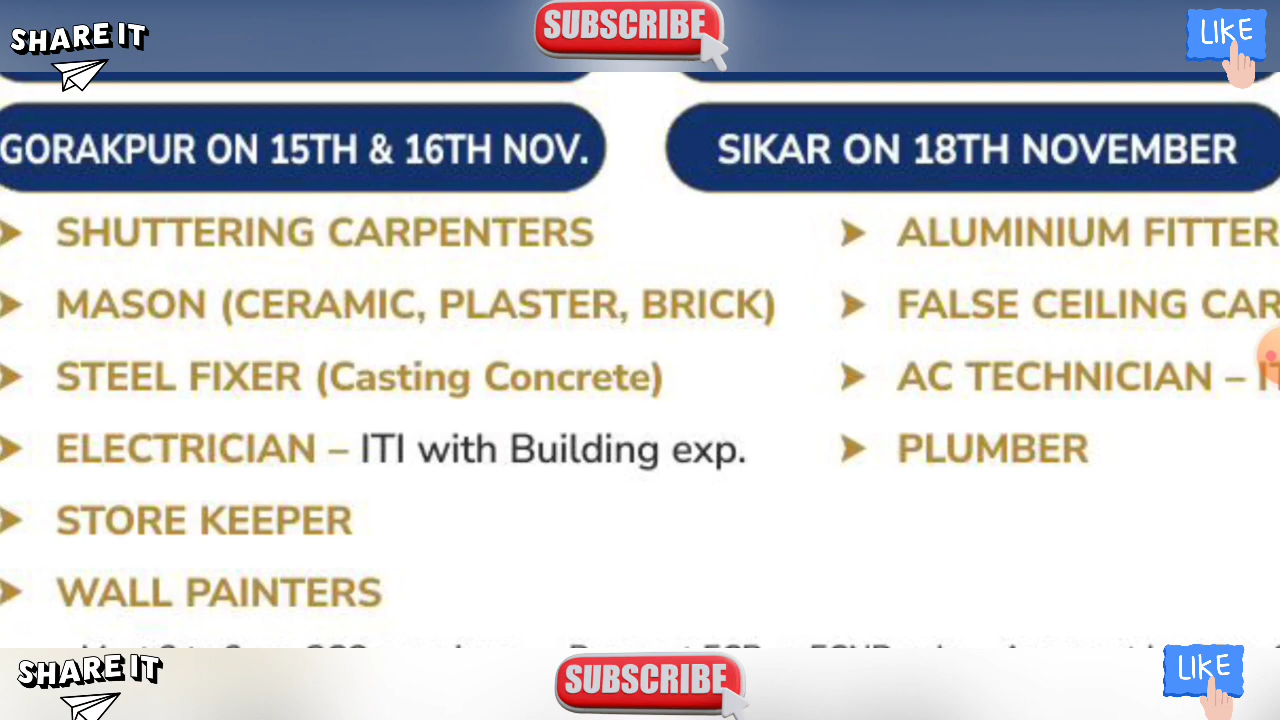 SHARE IT
SUBSCRIBE
LIKE
GORAKPUR ON 15TH & 16TH NOV.
SHUTTERING CARPENTERS
MASON (CERAMIC, PLASTER, BRICK)
STEEL FIXER (Casting Concrete)
ELECTRICIAN – ITI with Building exp.
STORE KEEPER
WALL PAINTERS
SIKAR ON 18TH NOVEMBER
ALUMINIUM FITTER
FALSE CEILING CAR
AC TECHNICIAN –
PLUMBER
SHARE IT
SUBSCRIBE
LIKE